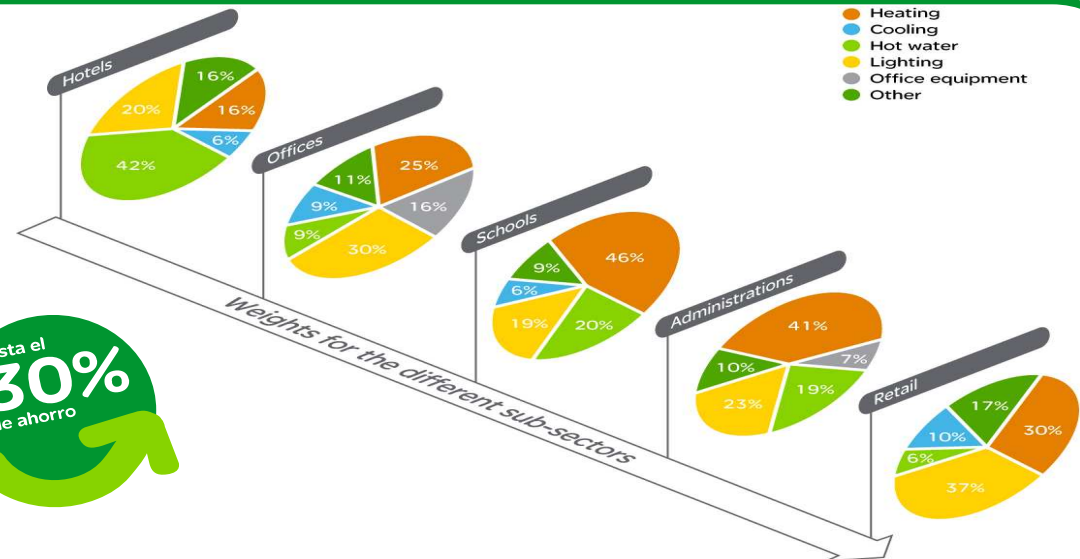 Heating
Cooling
Hot water
Lighting
Office equipment
Other
Hotels
16%
16%
6%
42%
20%
Offices
25%
16%
30%
9%
9%
11%
Schools
46%
20%
19%
6%
9%
Administrations
41%
7%
19%
23%
10%
Retail
17%
30%
37%
6%
10%
Weights for the different sub-sectors
el
30%
ahorro